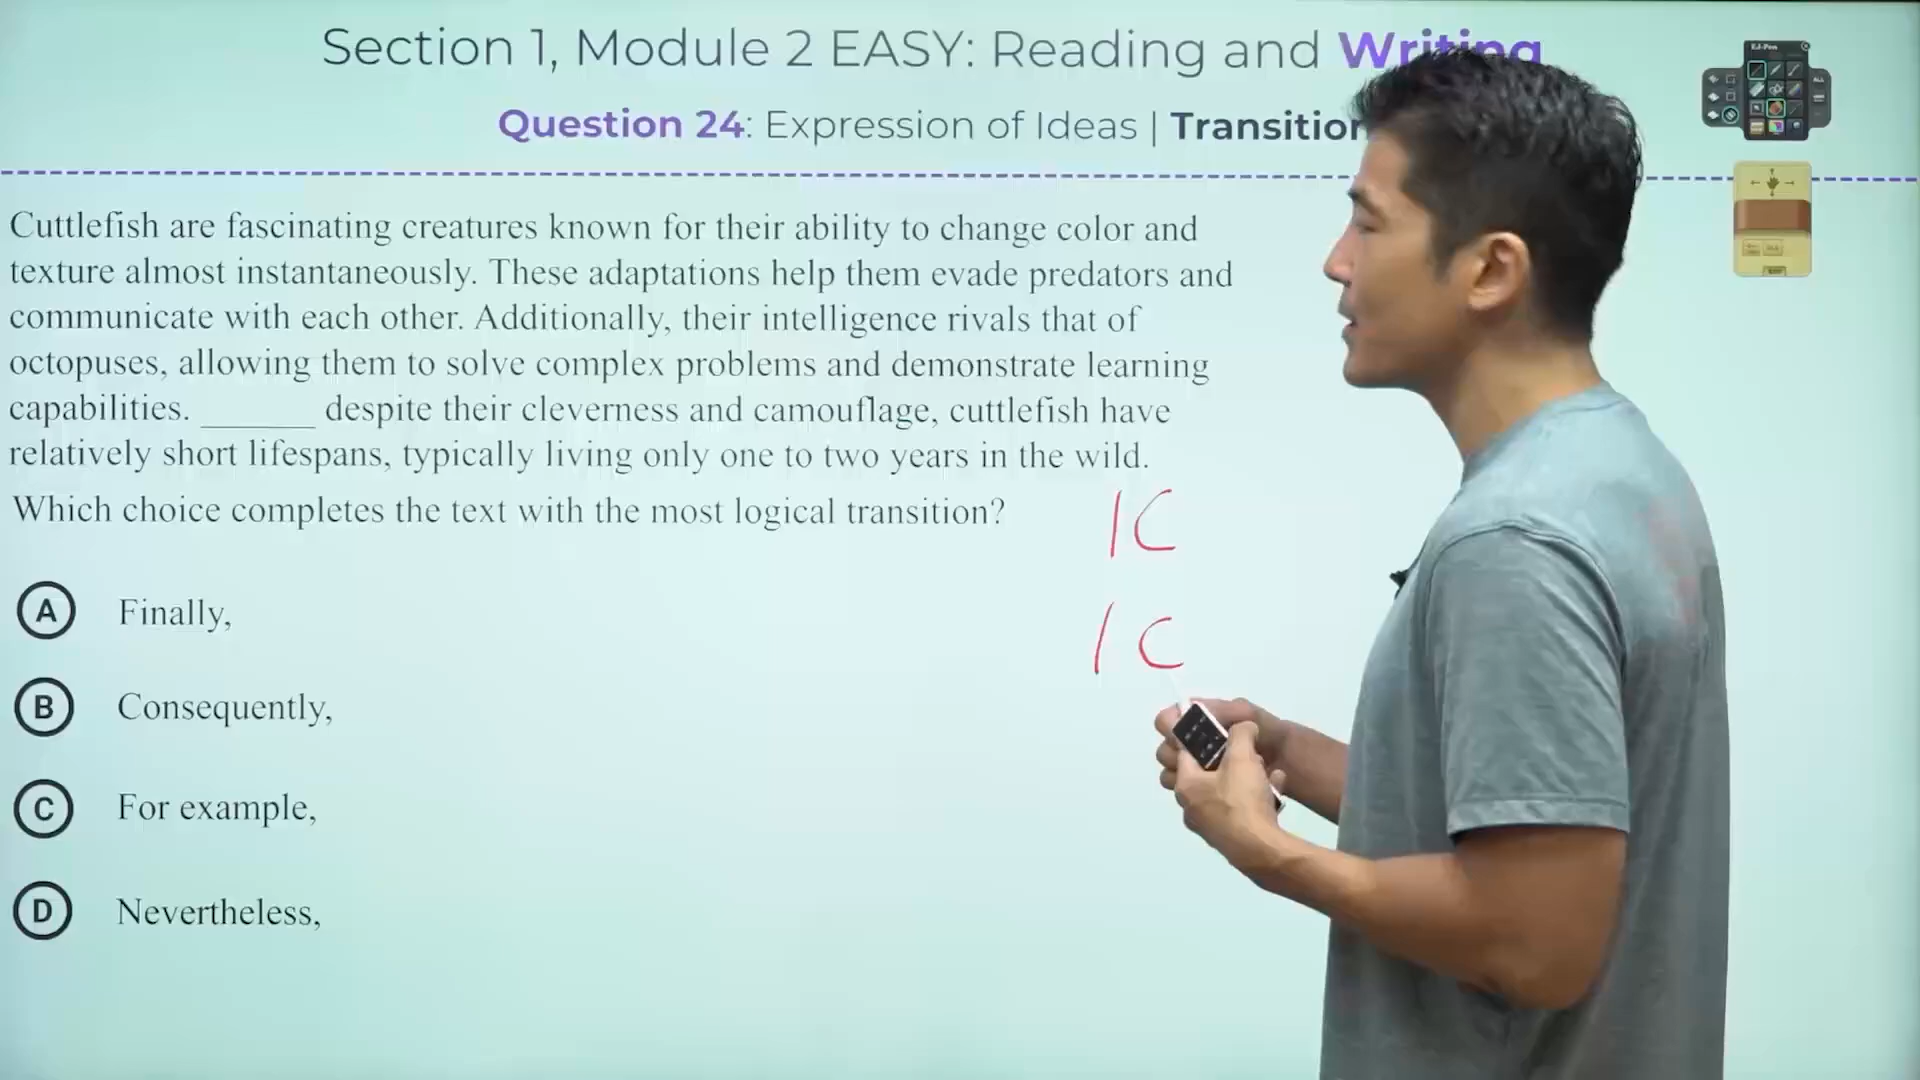 Section 1, Module 2 EASY: Reading and Writing
Question 24: Expression of Ideas | Transition
Cuttlefish are fascinating creatures known for their ability to change color and
texture almost instantaneously. These adaptations help them evade predators and
communicate with each other. Additionally, their intelligence rivals that of
octopuses, allowing them to solve complex problems and demonstrate learning
capabilities. ______ despite their cleverness and camouflage, cuttlefish have
relatively short lifespans, typically living only one to two years in the wild.
Which choice completes the text with the most logical transition?
IC
IC
A Finally,
B Consequently,
C For example,
D Nevertheless,